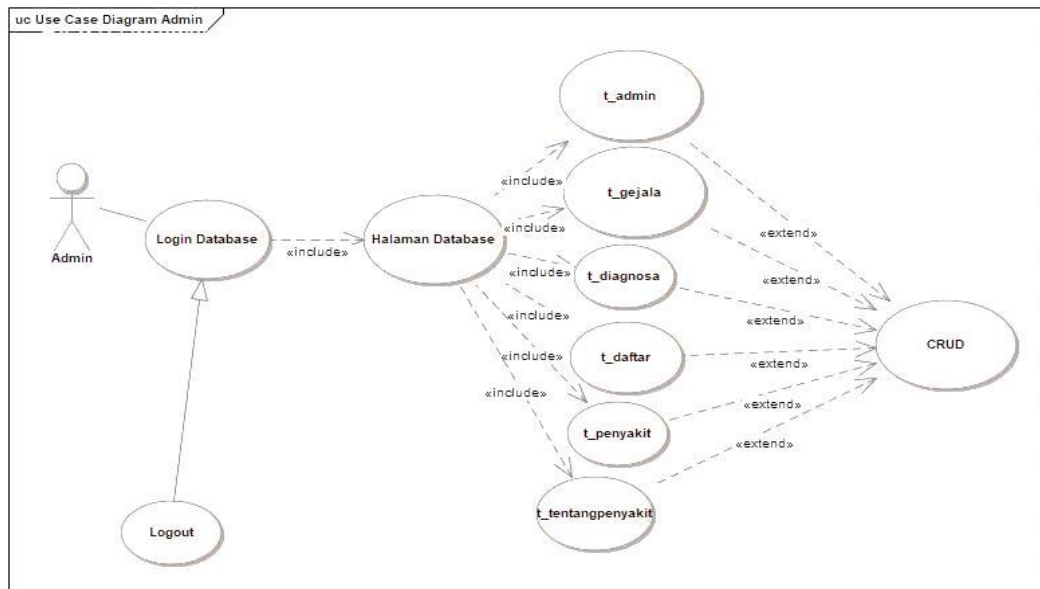 uc Use Case Diagram Admin
t_admin
«include»
t_gejala
Admin
Login Database
«include»
Halaman Database
«include»
«extend»
«include»
t_diagnosa
«extend»
«include»
«extend»
CRUD
t_daftar
«include»
«extend»
«include»
t_penyakit
«extend»
«extend»
t_tentangpenyakit
Logout